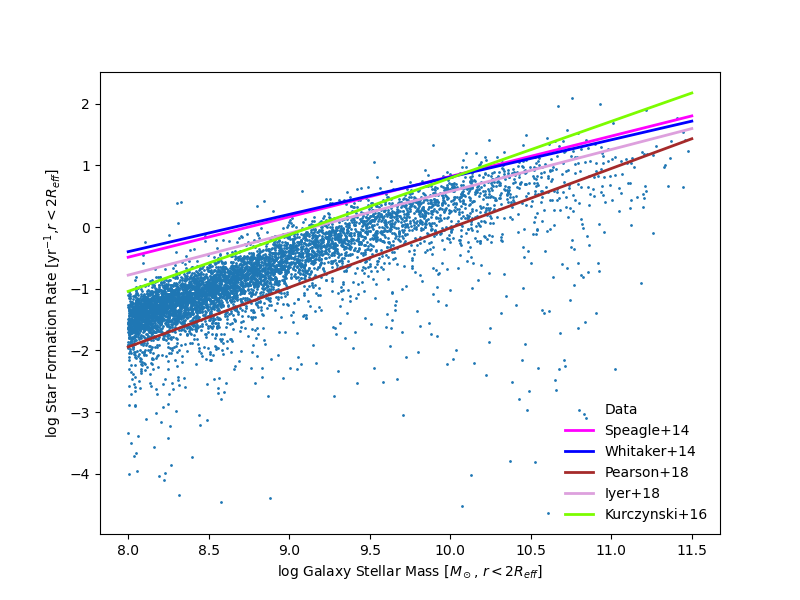 2
1
0
−1
−2
−3
−4
log Star Formation Rate [yr⁻¹, r < 2R_eff]
Data
Speagle+14
Whitaker+14
Pearson+18
Iyer+18
Kurczynski+16
8.0 8.5 9.0 9.5 10.0 10.5 11.0 11.5
log Galaxy Stellar Mass [M_⊙, r < 2R_eff]